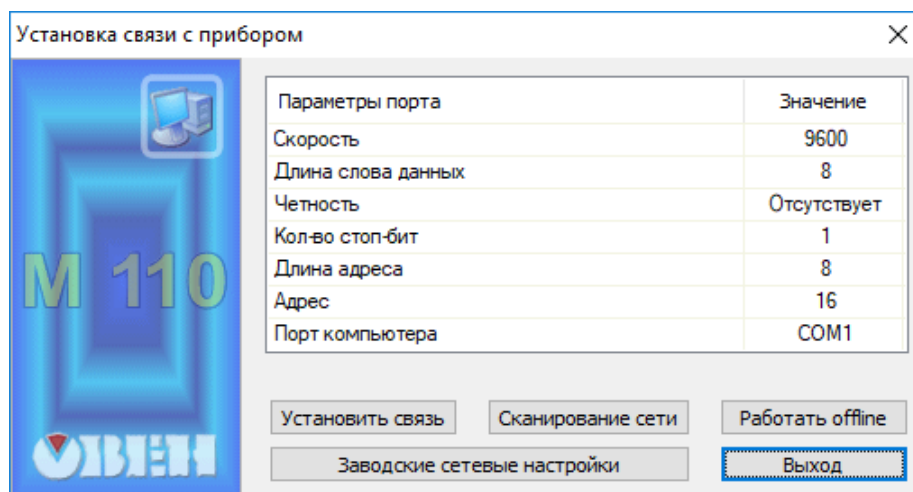 Установка связи с прибором
M 110
ОВЕН
Параметры порта Значение
Скорость 9600
Длина слова данных 8
Четность Отсутствует
Кол-во стоп-бит 1
Длина адреса 8
Адрес 16
Порт компьютера COM1
Установить связь Сканирование сети Работать offline
Заводские сетевые настройки Выход